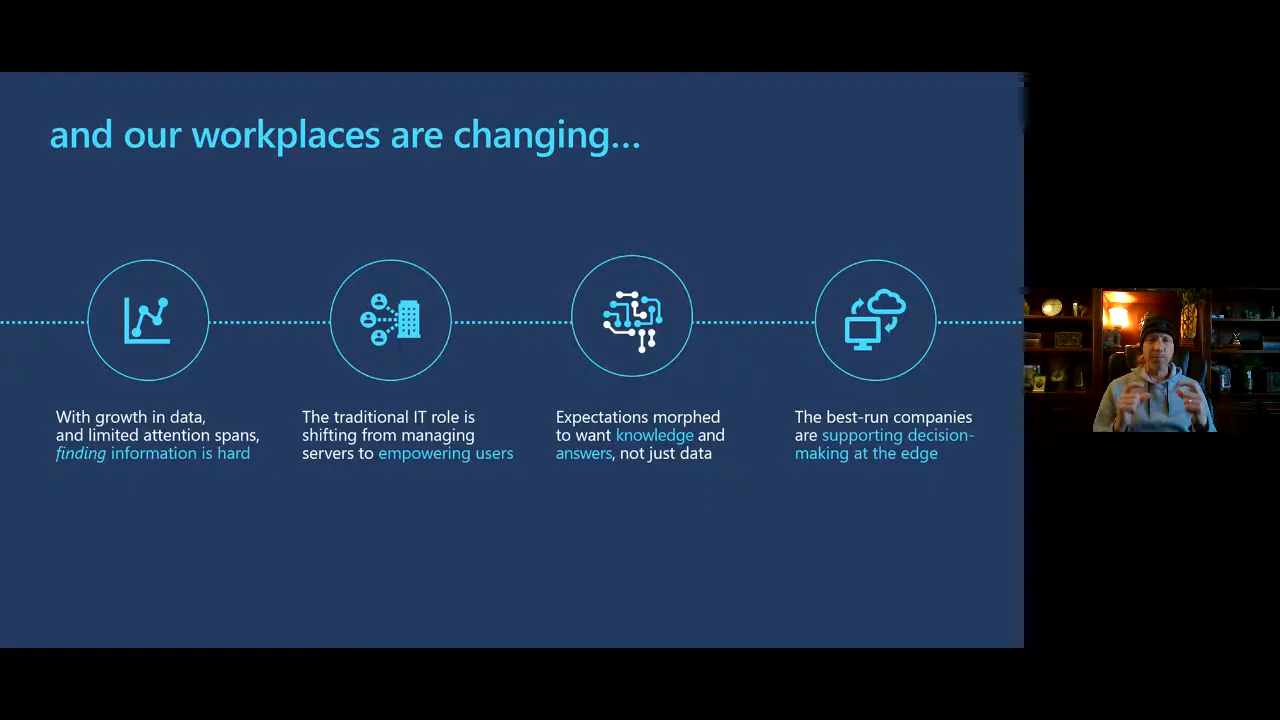 and our workplaces are changing...
With growth in data,
and limited attention spans,
finding information is hard
The traditional IT role is
shifting from managing
servers to empowering users
Expectations morphed
to want knowledge and
answers, not just data
The best-run companies
are supporting decision-
making at the edge